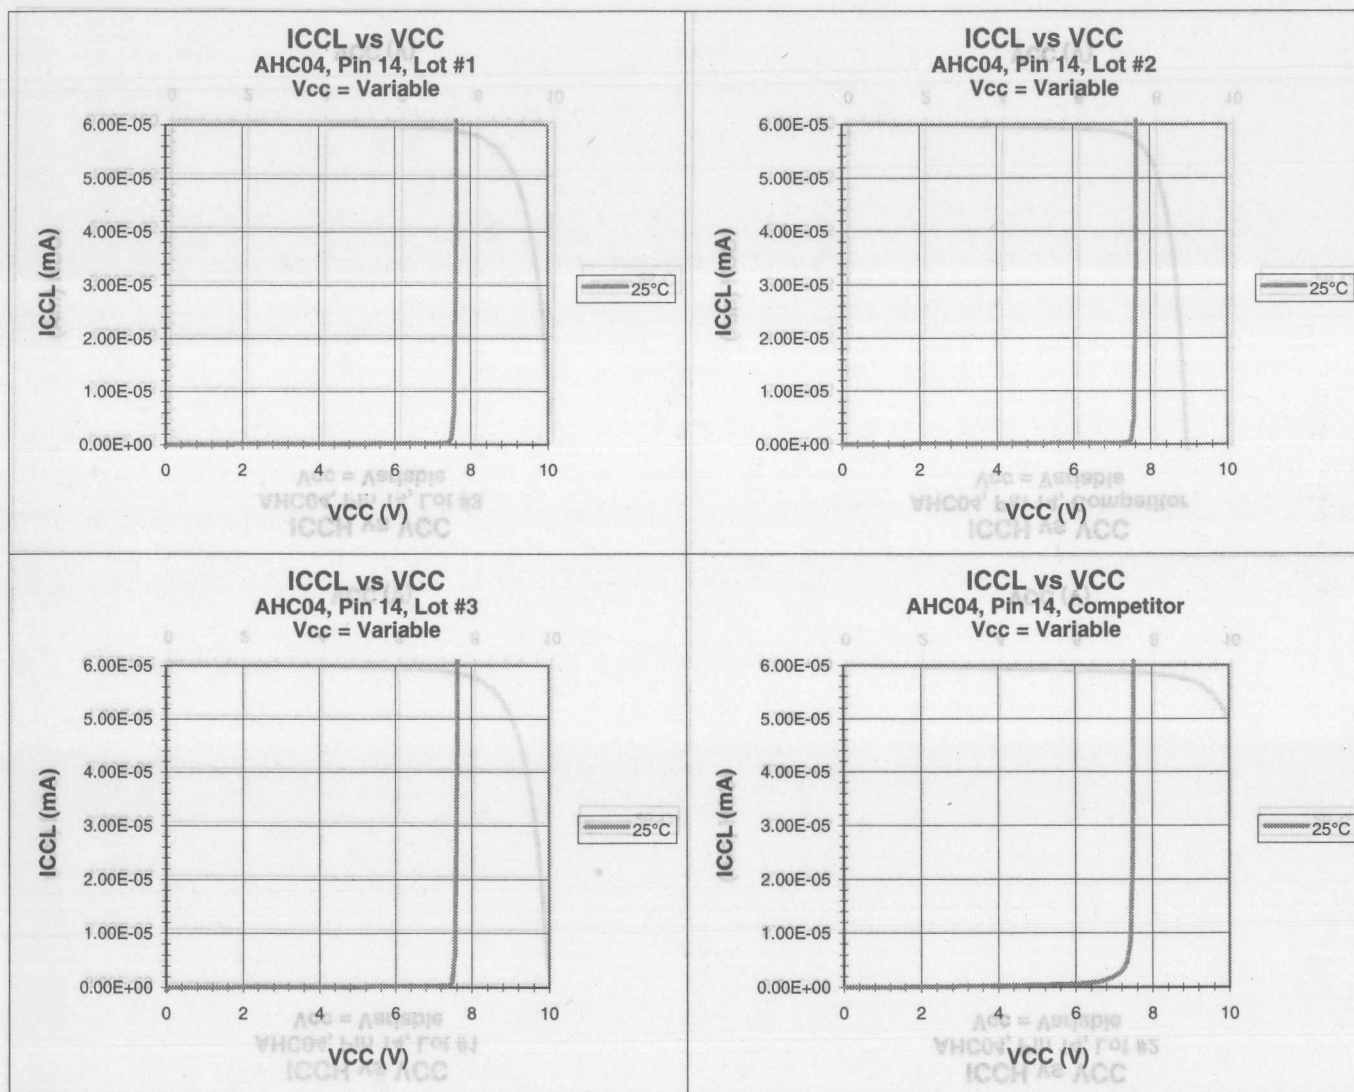 ICCL vs VCC
AHC04, Pin 14, Lot #1
Vcc = Variable
6.00E-05
5.00E-05
4.00E-05
3.00E-05
2.00E-05
1.00E-05
0.00E+00
0 2 4 6 8 10
ICCL (mA)
VCC (V)
25°C
ICCL vs VCC
AHC04, Pin 14, Lot #2
Vcc = Variable
6.00E-05
5.00E-05
4.00E-05
3.00E-05
2.00E-05
1.00E-05
0.00E+00
0 2 4 6 8 10
ICCL (mA)
VCC (V)
25°C
ICCL vs VCC
AHC04, Pin 14, Lot #3
Vcc = Variable
6.00E-05
5.00E-05
4.00E-05
3.00E-05
2.00E-05
1.00E-05
0.00E+00
0 2 4 6 8 10
ICCL (mA)
VCC (V)
25°C
ICCL vs VCC
AHC04, Pin 14, Competitor
Vcc = Variable
6.00E-05
5.00E-05
4.00E-05
3.00E-05
2.00E-05
1.00E-05
0.00E+00
0 2 4 6 8 10
ICCL (mA)
VCC (V)
25°C